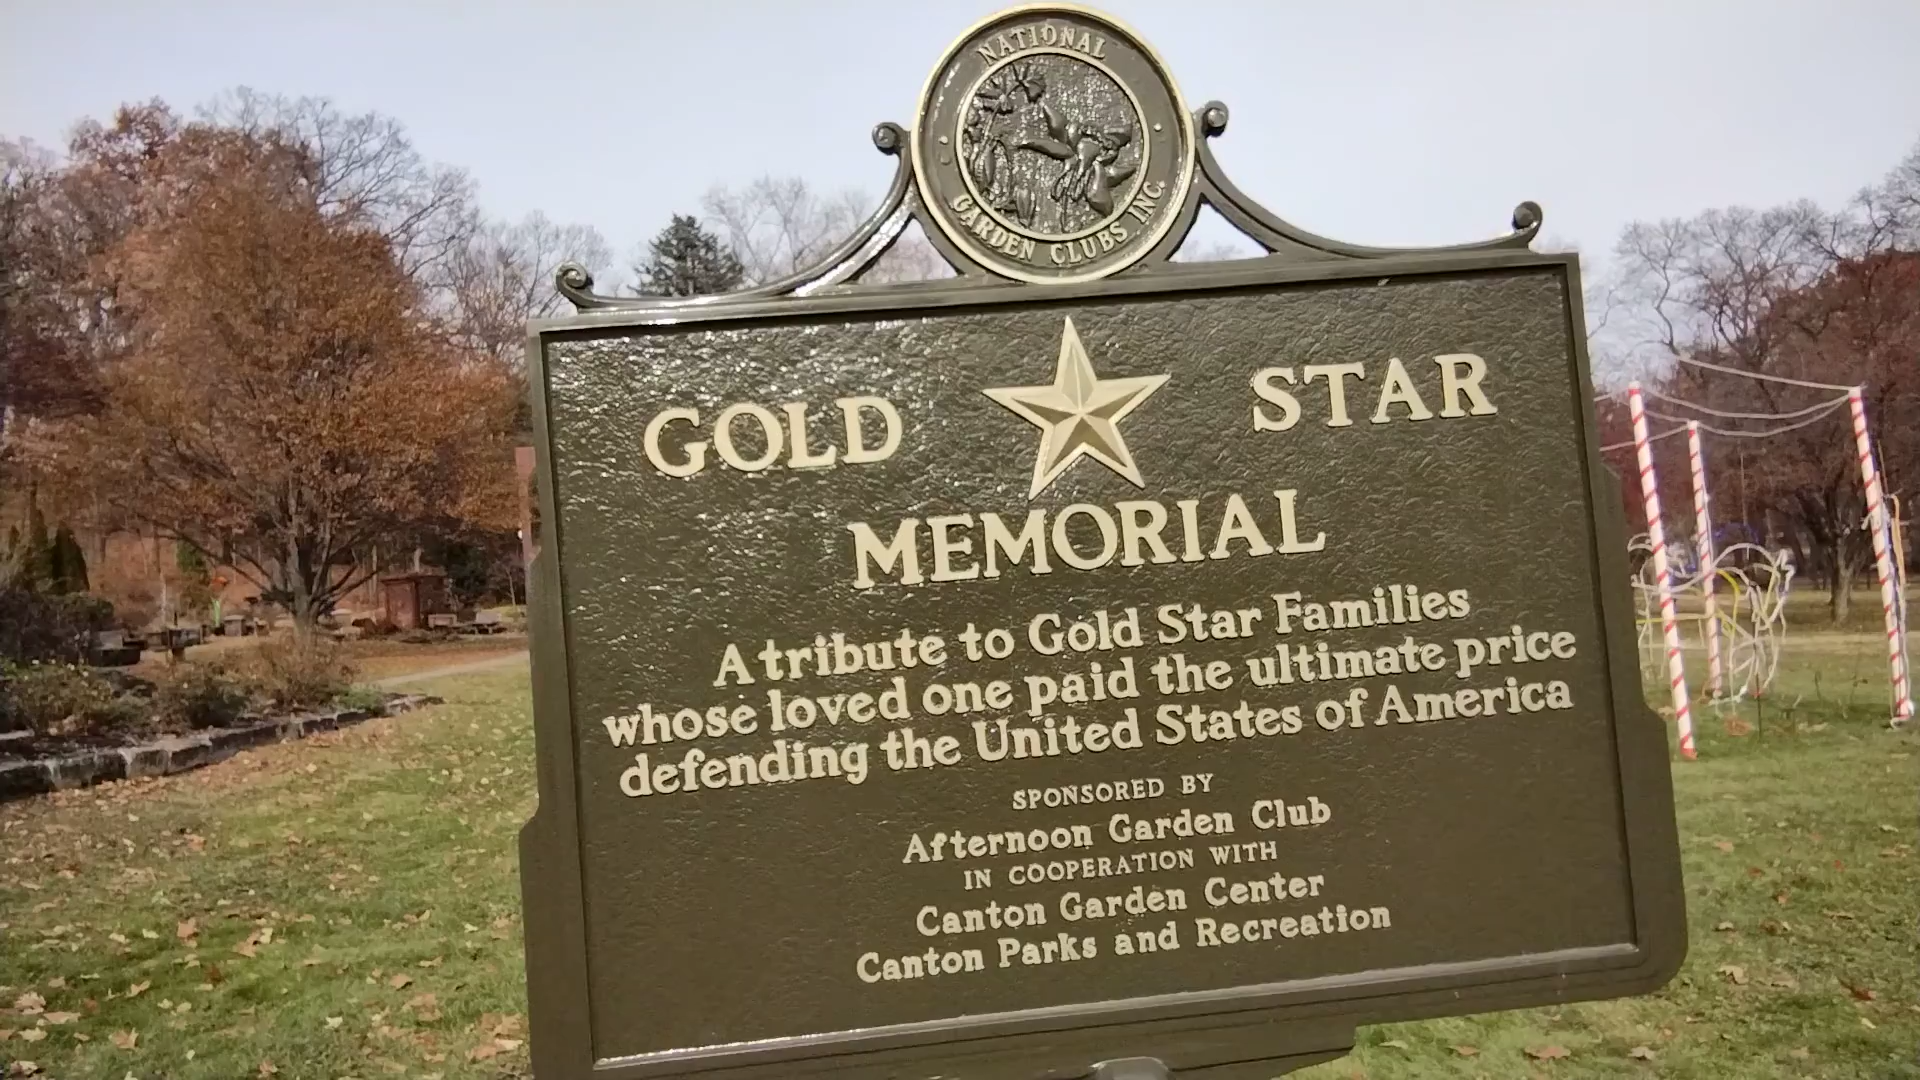 NATIONAL
GARDEN CLUBS INC.
GOLD STAR
MEMORIAL
A tribute to Gold Star Families
whose loved one paid the ultimate price
defending the United States of America
SPONSORED BY
Afternoon Garden Club
IN COOPERATION WITH
Canton Garden Center
Canton Parks and Recreation